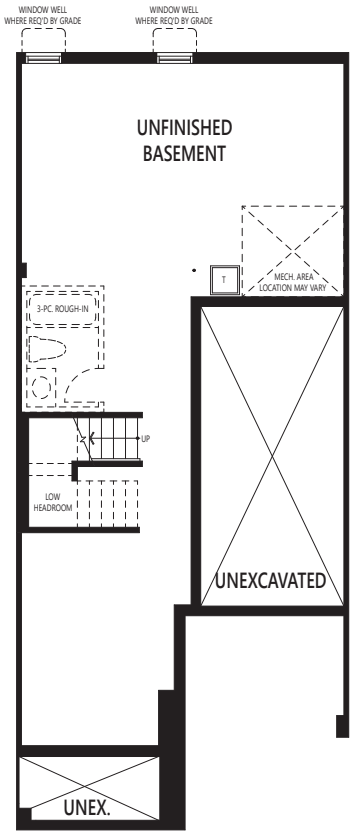 WINDOW WELL
WHERE REQ'D BY GRADE
WINDOW WELL
WHERE REQ'D BY GRADE
UNFINISHED
BASEMENT
T
MECH. AREA
LOCATION MAY VARY
3-PC. ROUGH-IN
UP
LOW
HEADROOM
UNEXCAVATED
UNEX.